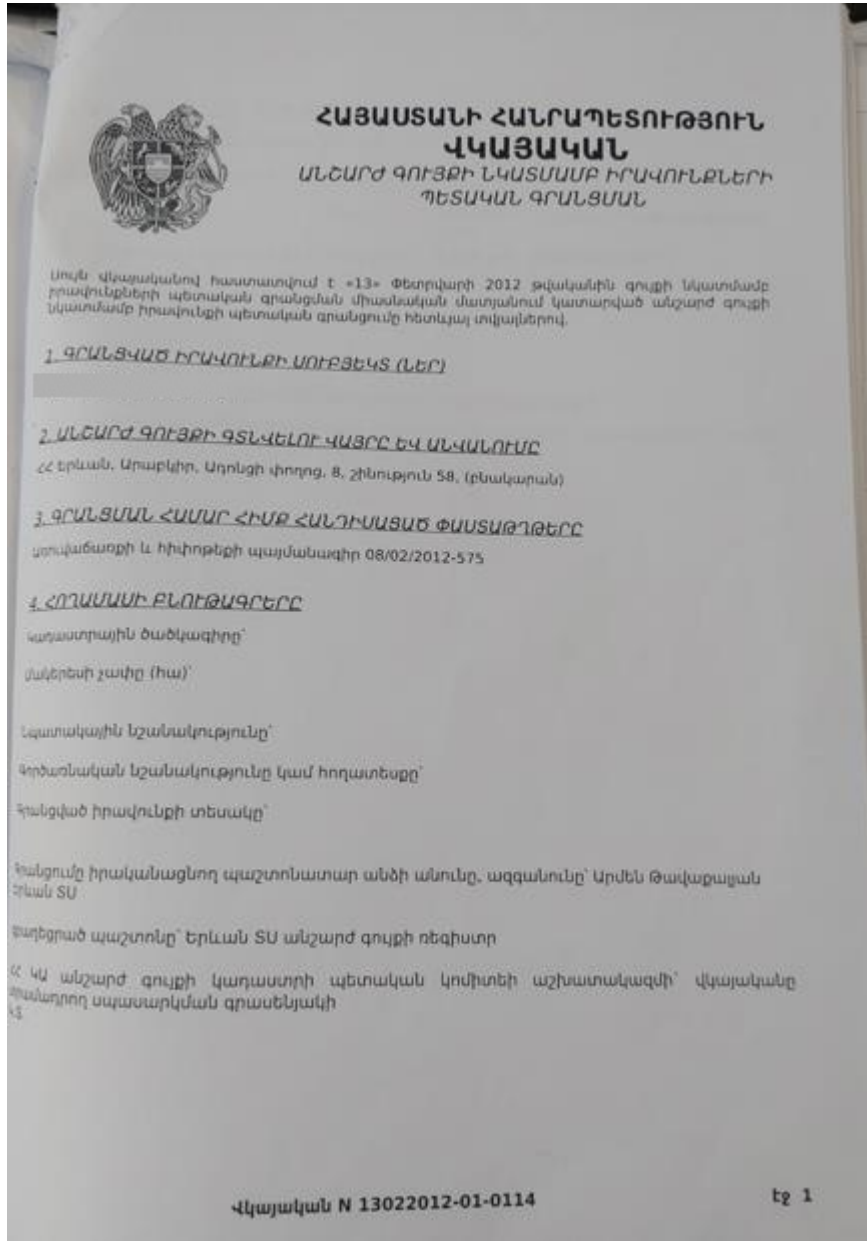 ՀԱՅԱՍՏԱՆԻ ՀԱՆՐԱՊԵՏՈՒԹՅՈՒՆ
ՎԿԱՅԱԿԱՆ
ԱՆՇԱՐԺ ԳՈՒՅՔԻ ՆԿԱՏՄԱՄԲ ԻՐԱՎՈՒՆՔՆԵՐԻ
ՊԵՏԱԿԱՆ ԳՐԱՆՑՄԱՆ
Սույն վկայականով հաստատվում է «13» Փետրվարի 2012 թվականին գույքի նկատմամբ
իրավունքների պետական գրանցման միասնական մատյանում կատարված անշարժ գույքի
նկատմամբ իրավունքի պետական գրանցումը հետևյալ տվյալներով.
1. ԳՐԱՆՑՎԱԾ ԻՐԱՎՈՒՆՔԻ ՍՈՒԲՅԵԿՏ (ՆԵՐ)
2. ԱՆՇԱՐԺ ԳՈՒՅՔԻ ԳՏՆՎԵԼՈՒ ՎԱՅՐԸ ԵՎ ԱՆՎԱՆՈՒՄԸ
ՀՀ Երևան, Արաբկիր, Ադոնցի փողոց, 8, շինություն 58, (բնակարան)
3. ԳՐԱՆՑՄԱՆ ՀԱՄԱՐ ՀԻՄՔ ՀԱՆԴԻՍԱՑԱԾ ՓԱՍՏԱԹՂԹԵՐԸ
առուվաճառքի և հիփոթեքի պայմանագիր 08/02/2012-575
4. ՀՈՂԱՄԱՍԻ ԲՆՈՒԹԱԳՐԵՐԸ
Կադաստրային ծածկագիրը՝
Մակերեսի չափը (հա)՝
Նպատակային նշանակությունը՝
Գործառնական նշանակությունը կամ հողատեսքը՝
Գրանցված իրավունքի տեսակը՝
Գրանցումը իրականացնող պաշտոնատար անձի անունը, ազգանունը՝ Արմեն Թավաքալյան
Երևան ՏՍ
Զբաղեցրած պաշտոնը՝ Երևան ՏՍ անշարժ գույքի ռեգիստր
ՀՀ ԿԱ անշարժ գույքի կադաստրի պետական կոմիտեի աշխատակազմի՝ վկայականը
տրամադրող սպասարկման գրասենյակի
Կ.Տ
Վկայական N 13022012-01-0114
էջ 1